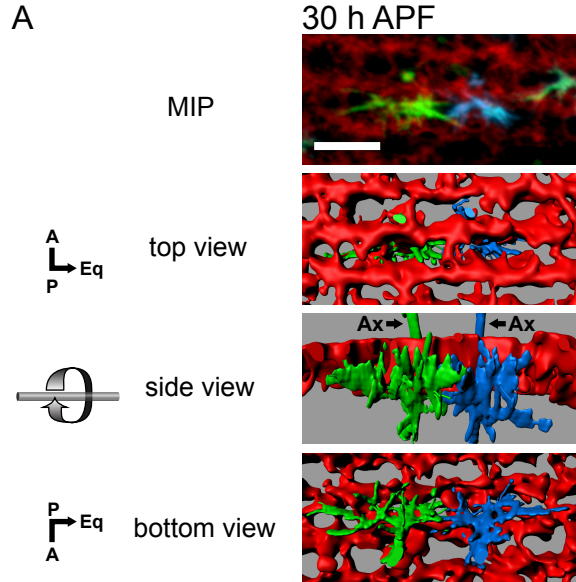 A
30 h APF
MIP
A
Eq
P
top view
Ax
Ax
side view
P
Eq
A
bottom view